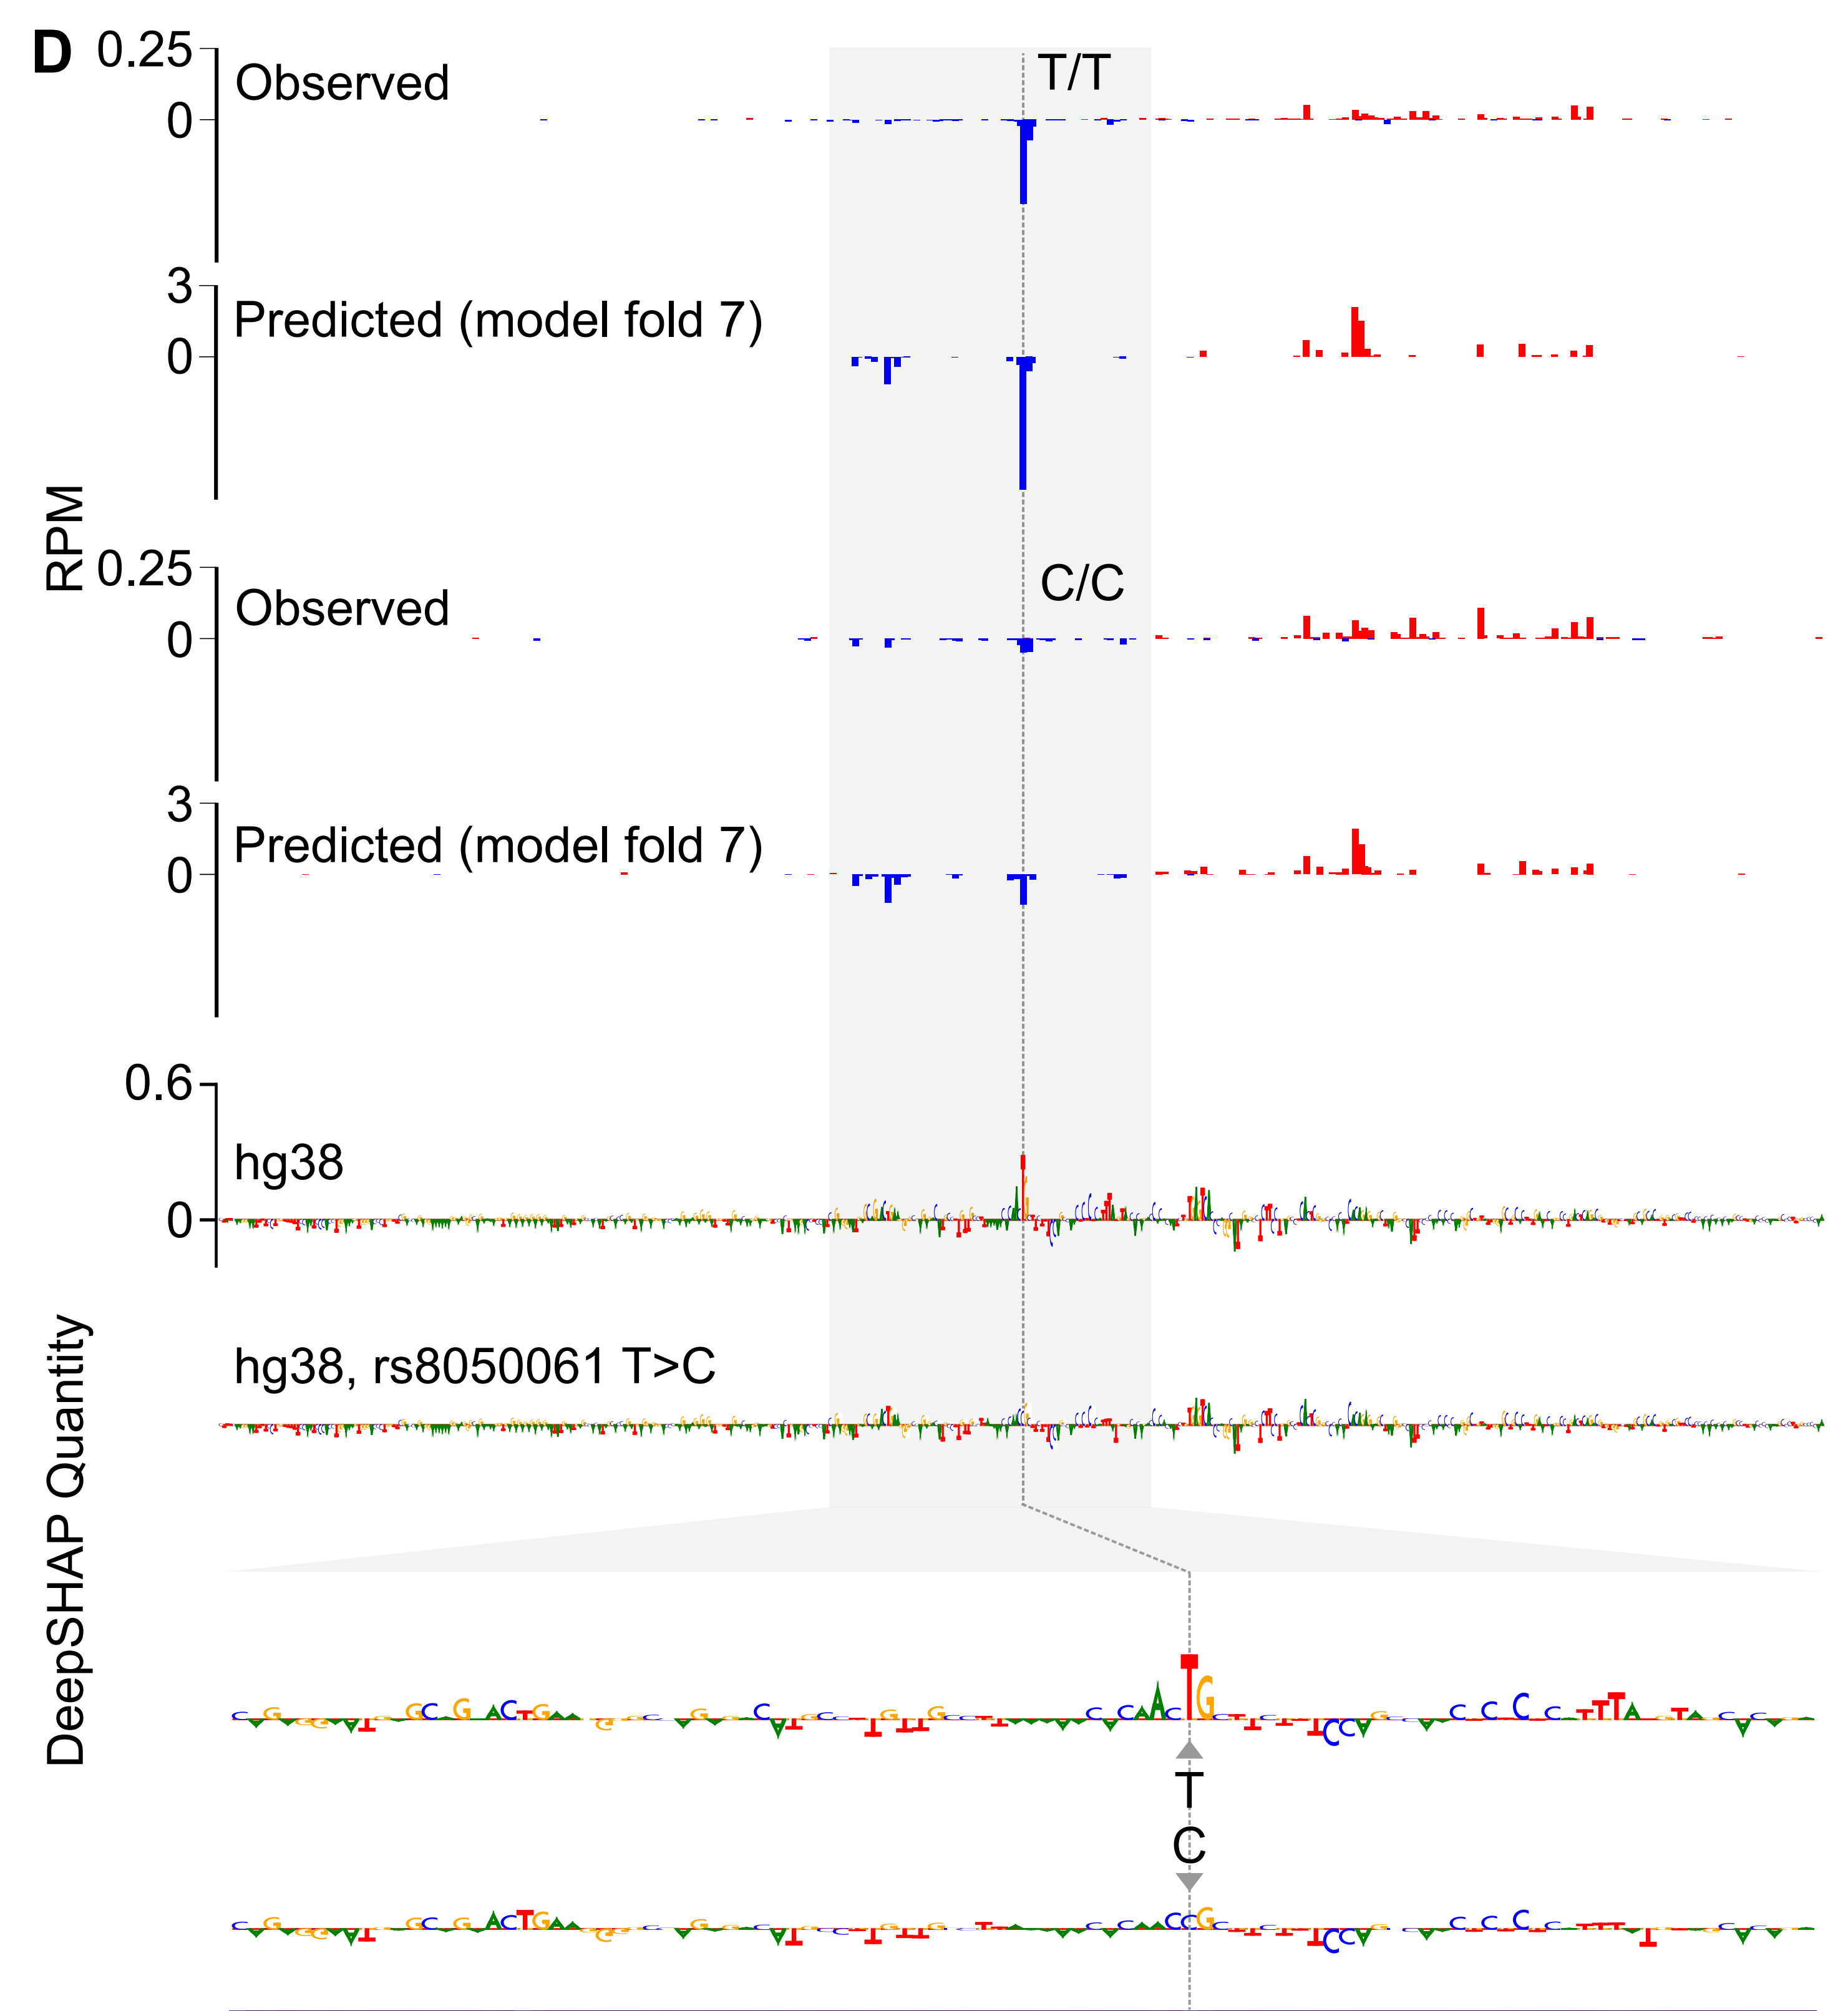 D
0.25
Observed
T/T
0
3
Predicted (model fold 7)
0
RPM
0.25
Observed
C/C
0
3
Predicted (model fold 7)
0
0.6
hg38
0
DeepSHAP Quantity
hg38, rs8050061 T>C
T
C